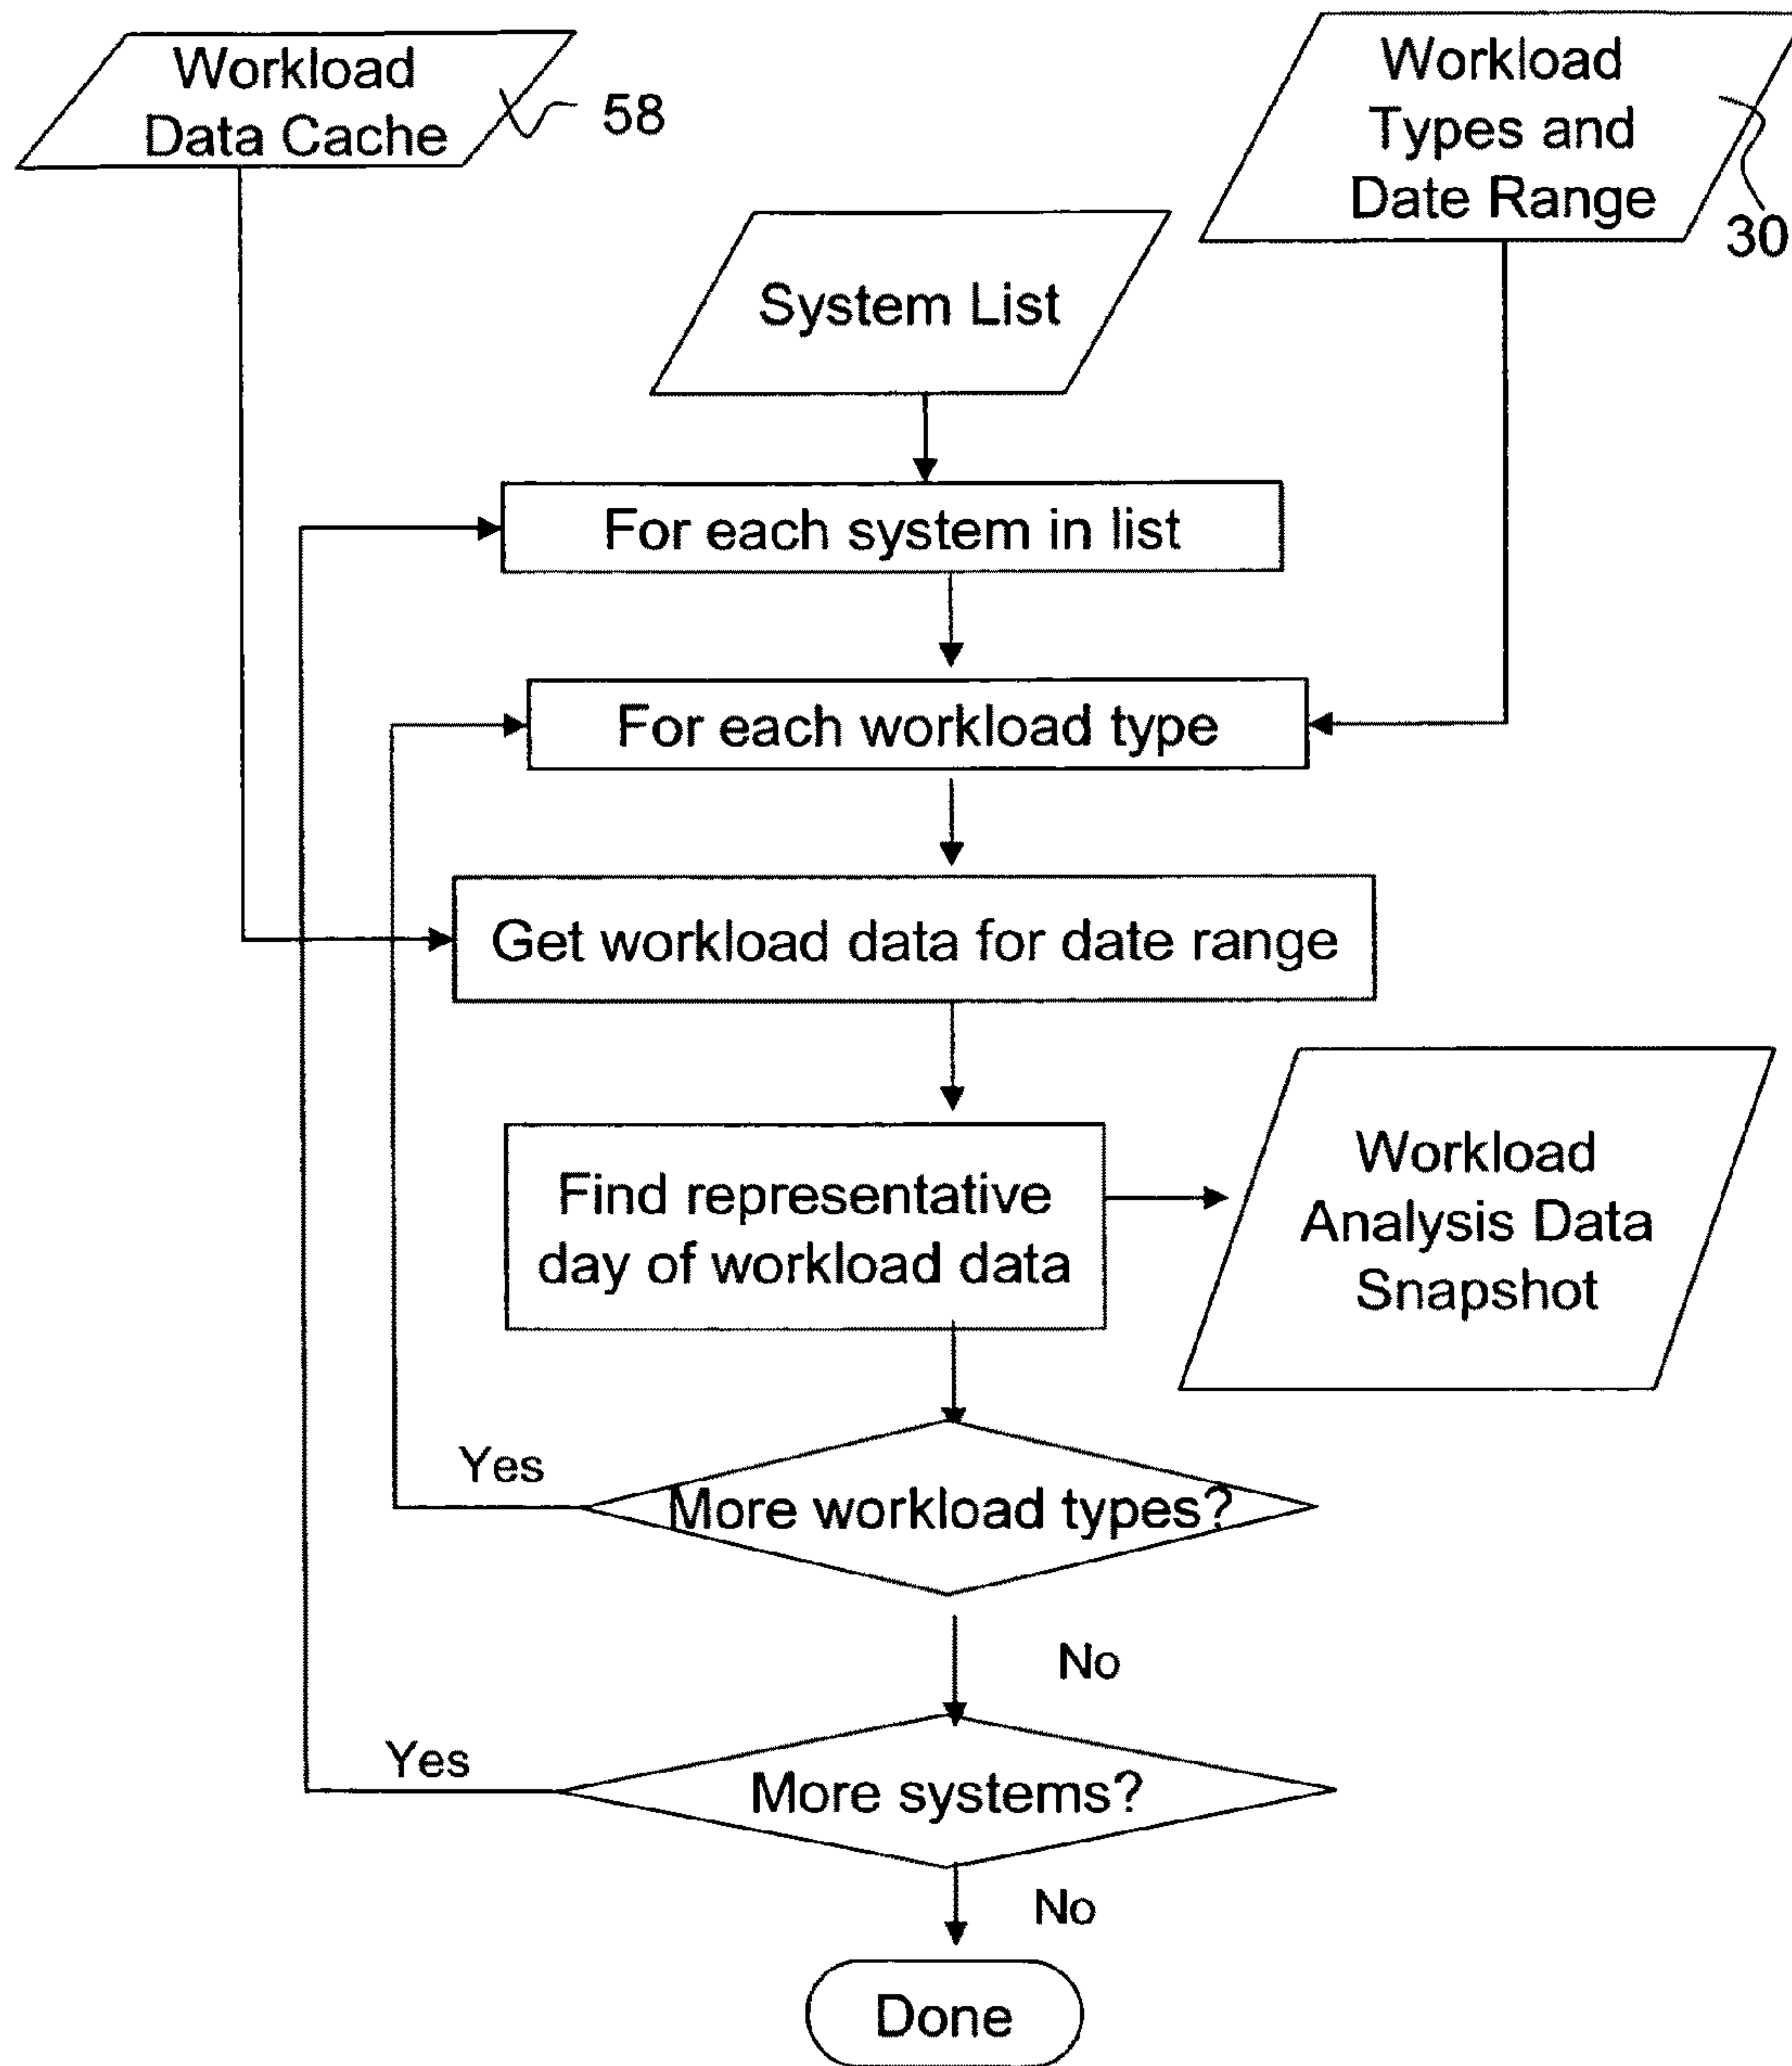 Workload
Data Cache
58
Workload
Types and
Date Range
30
System List
For each system in list
For each workload type
Get workload data for date range
Find representative
day of workload data
Workload
Analysis Data
Snapshot
Yes
More workload types?
No
Yes
More systems?
No
Done